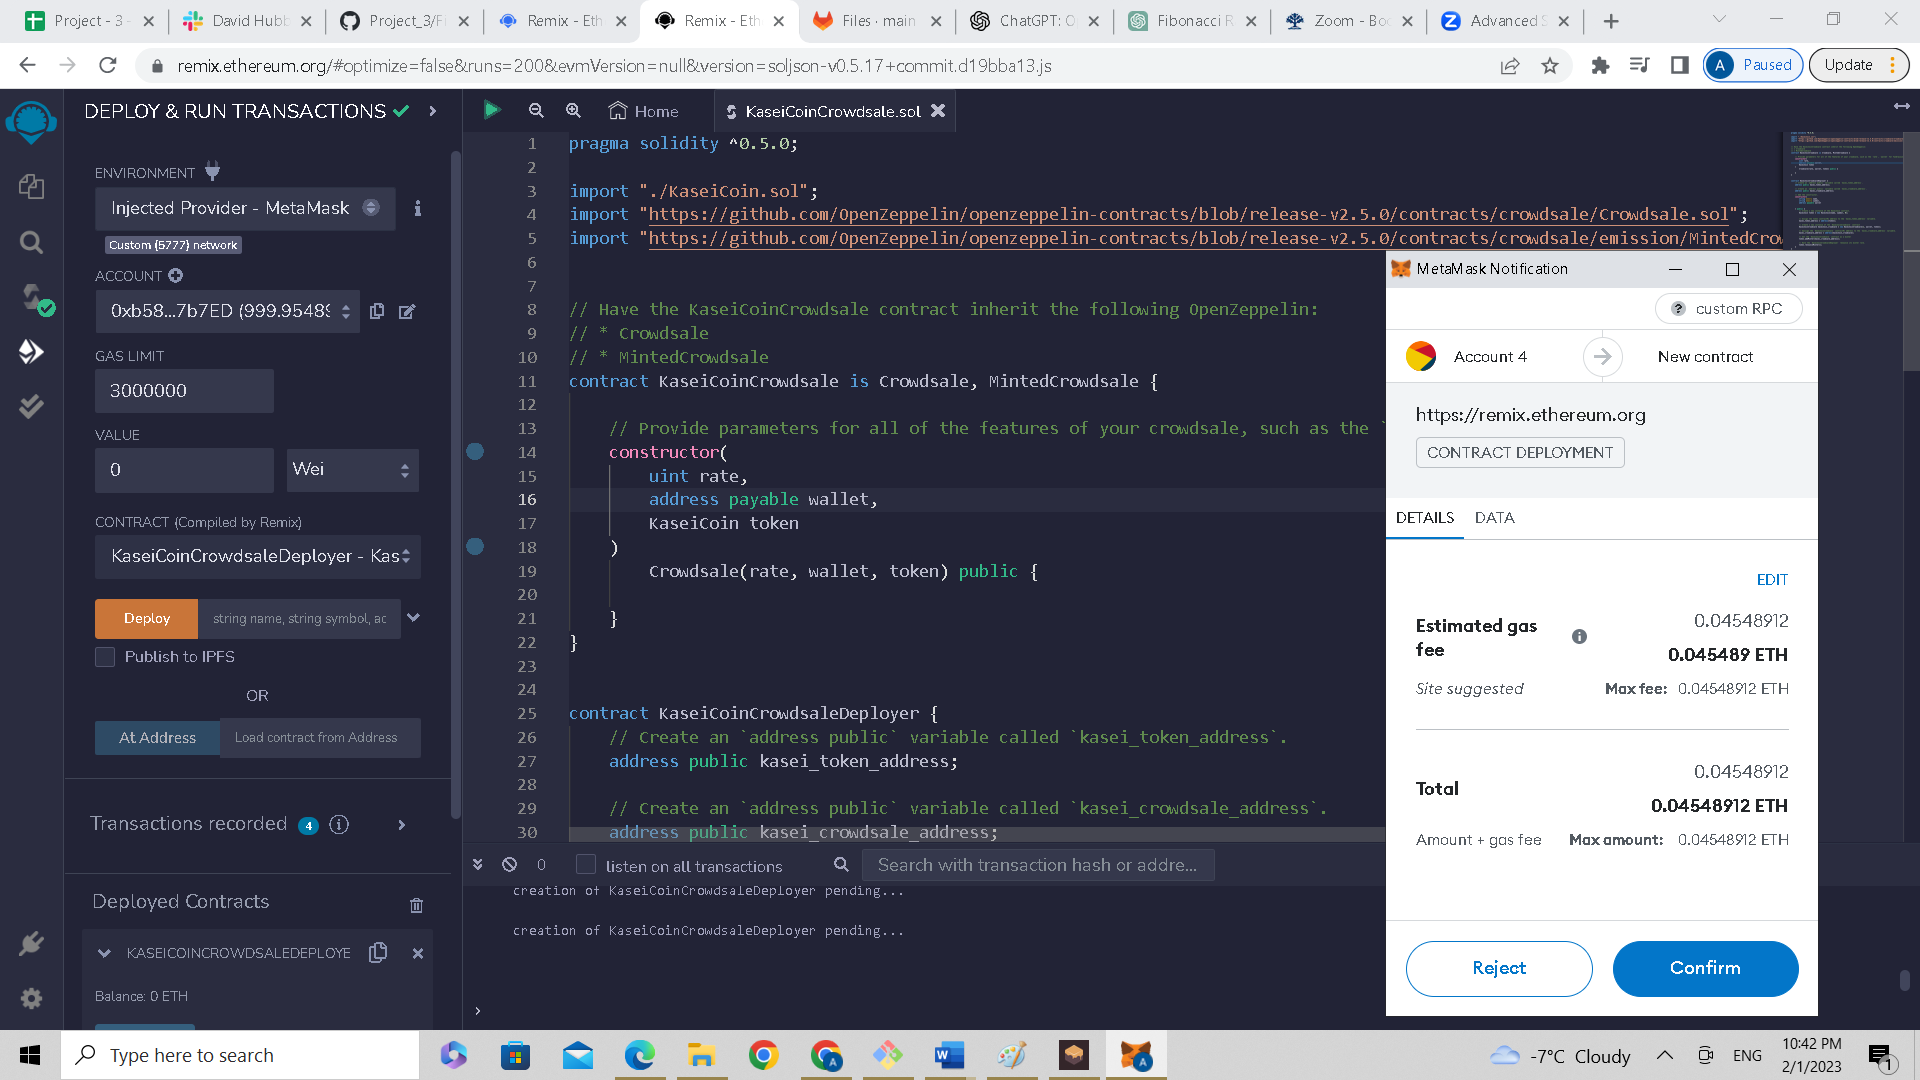 Project - 3 -
David Hubb
Project_3/Fi
Remix - Eth
Remix - Eth
Files · main
ChatGPT: O
Fibonacci R
Zoom - Boo
Advanced S
remix.ethereum.org/#optimize=false&runs=200&evmVersion=null&version=soljson-v0.5.17+commit.d19bba13.js
A Paused
Update
DEPLOY & RUN TRANSACTIONS
ENVIRONMENT
Injected Provider - MetaMask
Custom (5777) network
ACCOUNT
0xb58...7b7ED (999.95489
GAS LIMIT
3000000
VALUE
0
Wei
CONTRACT (Compiled by Remix)
KaseiCoinCrowdsaleDeployer - Kas
Deploy
string name, string symbol, ac
Publish to IPFS
OR
At Address
Load contract from Address
Transactions recorded 4
Deployed Contracts
KASEICOINCROWDSALEDEPLOYE
Balance: 0 ETH
Home
KaseiCoinCrowdsale.sol
1 pragma solidity ^0.5.0;
2
3 import "./KaseiCoin.sol";
4 import "https://github.com/OpenZeppelin/openzeppelin-contracts/blob/release-v2.5.0/contracts/crowdsale/Crowdsale.sol";
5 import "https://github.com/OpenZeppelin/openzeppelin-contracts/blob/release-v2.5.0/contracts/crowdsale/emission/MintedCrow
6
7
8 // Have the KaseiCoinCrowdsale contract inherit the following OpenZeppelin:
9 // * Crowdsale
10 // * MintedCrowdsale
11 contract KaseiCoinCrowdsale is Crowdsale, MintedCrowdsale {
12
13 // Provide parameters for all of the features of your crowdsale, such as the `
14 constructor(
15 uint rate,
16 address payable wallet,
17 KaseiCoin token
18 )
19 Crowdsale(rate, wallet, token) public {
20
21 }
22 }
23
24
25 contract KaseiCoinCrowdsaleDeployer {
26 // Create an `address public` variable called `kasei_token_address`.
27 address public kasei_token_address;
28
29 // Create an `address public` variable called `kasei_crowdsale_address`.
30 address public kasei_crowdsale_address;
0
listen on all transactions
Search with transaction hash or addre...
creation of KaseiCoinCrowdsaleDeployer pending...
creation of KaseiCoinCrowdsaleDeployer pending...
>
MetaMask Notification
custom RPC
Account 4
New contract
https://remix.ethereum.org
CONTRACT DEPLOYMENT
DETAILS
DATA
EDIT
Estimated gas fee
0.04548912
0.045489 ETH
Site suggested
Max fee: 0.04548912 ETH
Total
0.04548912
0.04548912 ETH
Amount + gas fee
Max amount: 0.04548912 ETH
Reject
Confirm
Type here to search
-7°C Cloudy
ENG
10:42 PM
2/1/2023
1